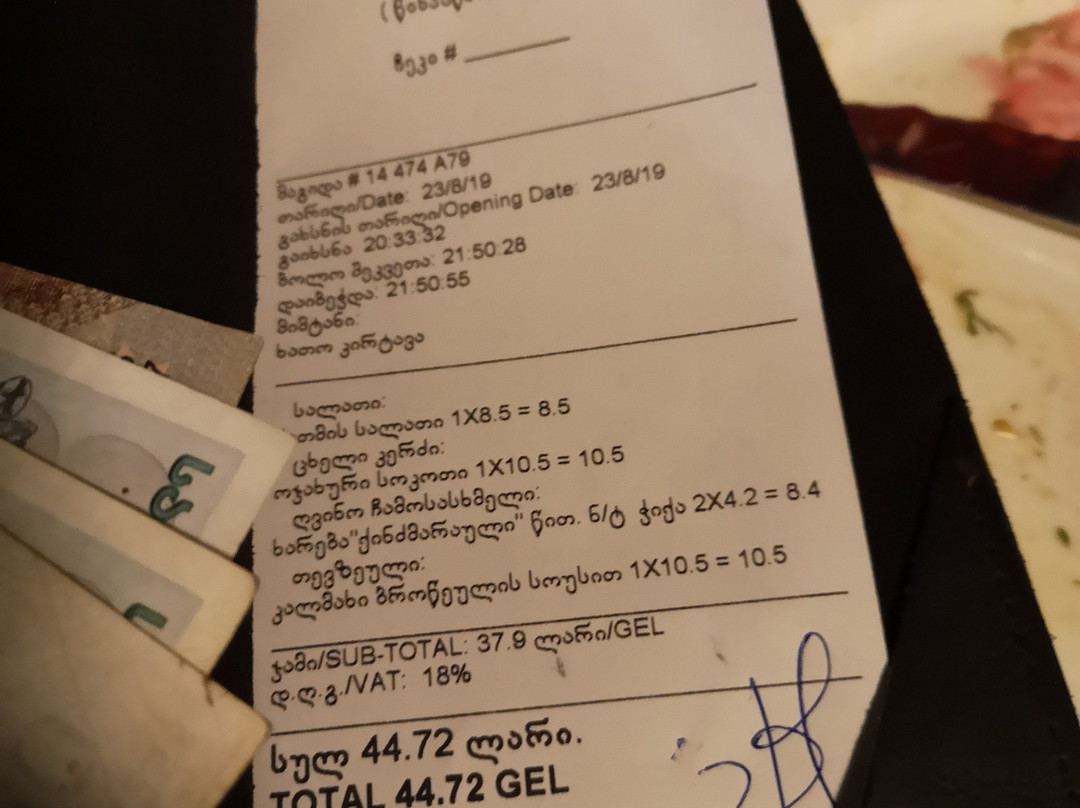 ჩეკი #
მაგიდა # 14 474 A79
თარიღი/Date: 23/8/19
გახსნის თარიღი/Opening Date: 23/8/19
გაიხსნა 20:33:32
ბოლო შეკვეთა: 21:50:28
დაიბეჭდა: 21:50:55
მიმტანი:
ხათო კირტავა
სალათი:
სალათი 1X8.5 = 8.5
ცხელი კერძი:
ოჯახური სოკოთი 1X10.5 = 10.5
ღვინო ჩამოსასხმელი:
ხარება"ქინძმარაული" წით. ნ/ტ ჭიქა 2X4.2 = 8.4
თევზეული:
კალმახი ბროწეულის სოუსით 1X10.5 = 10.5
ჯამი/SUB-TOTAL: 37.9 ლარი/GEL
დ.ღ.გ./VAT: 18%
სულ 44.72 ლარი.
TOTAL 44.72 GEL